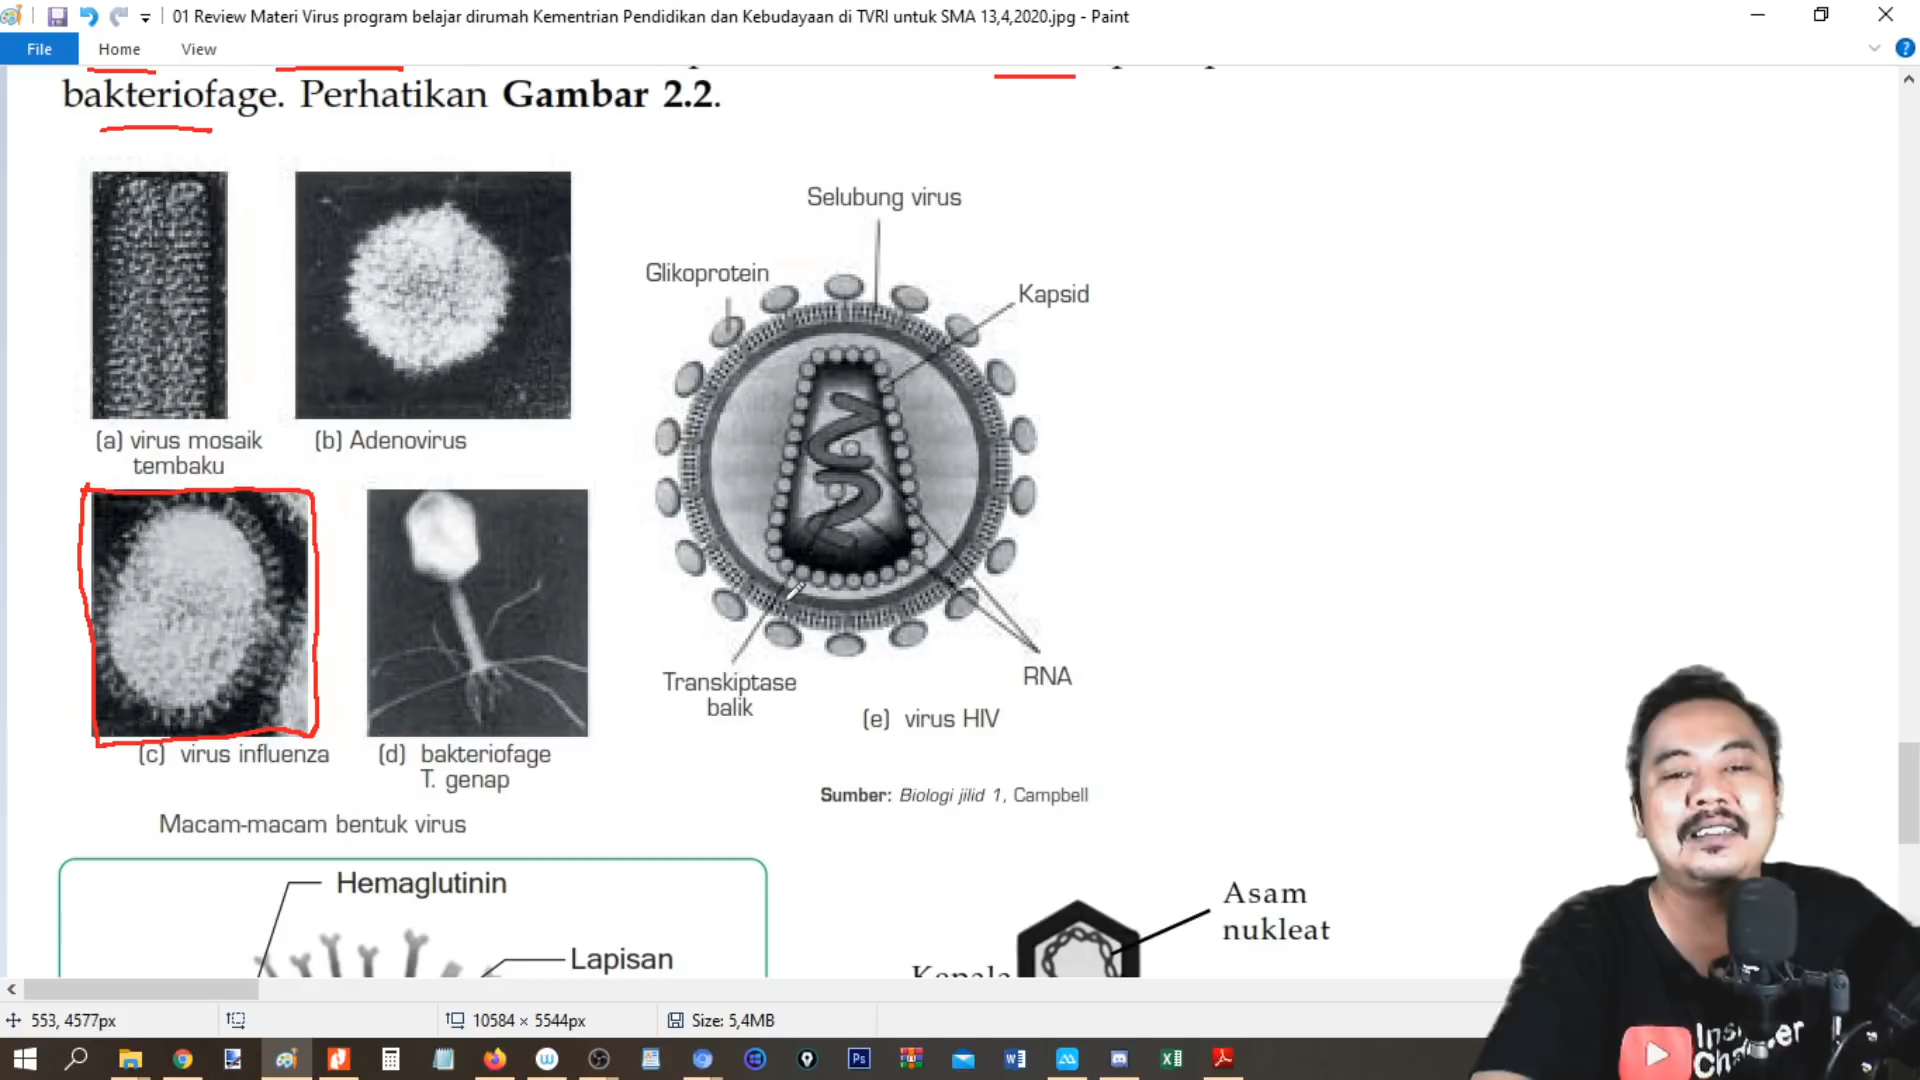 01 Review Materi Virus program belajar dirumah Kementrian Pendidikan dan Kebudayaan di TVRI untuk SMA 13,4,2020.jpg - Paint
File Home View
bakteriofage. Perhatikan Gambar 2.2.
Selubung virus
Glikoprotein
Kapsid
(a) virus mosaik
tembaku
(b) Adenovirus
Transkiptase
balik
RNA
(e) virus HIV
(c) virus influenza
(d) bakteriofage
T. genap
Sumber: Biologi jilid 1, Campbell
Macam-macam bentuk virus
Hemaglutinin
Lapisan
Asam
nukleat
Kepala
553, 4577px
10584 × 5544px
Size: 5,4MB